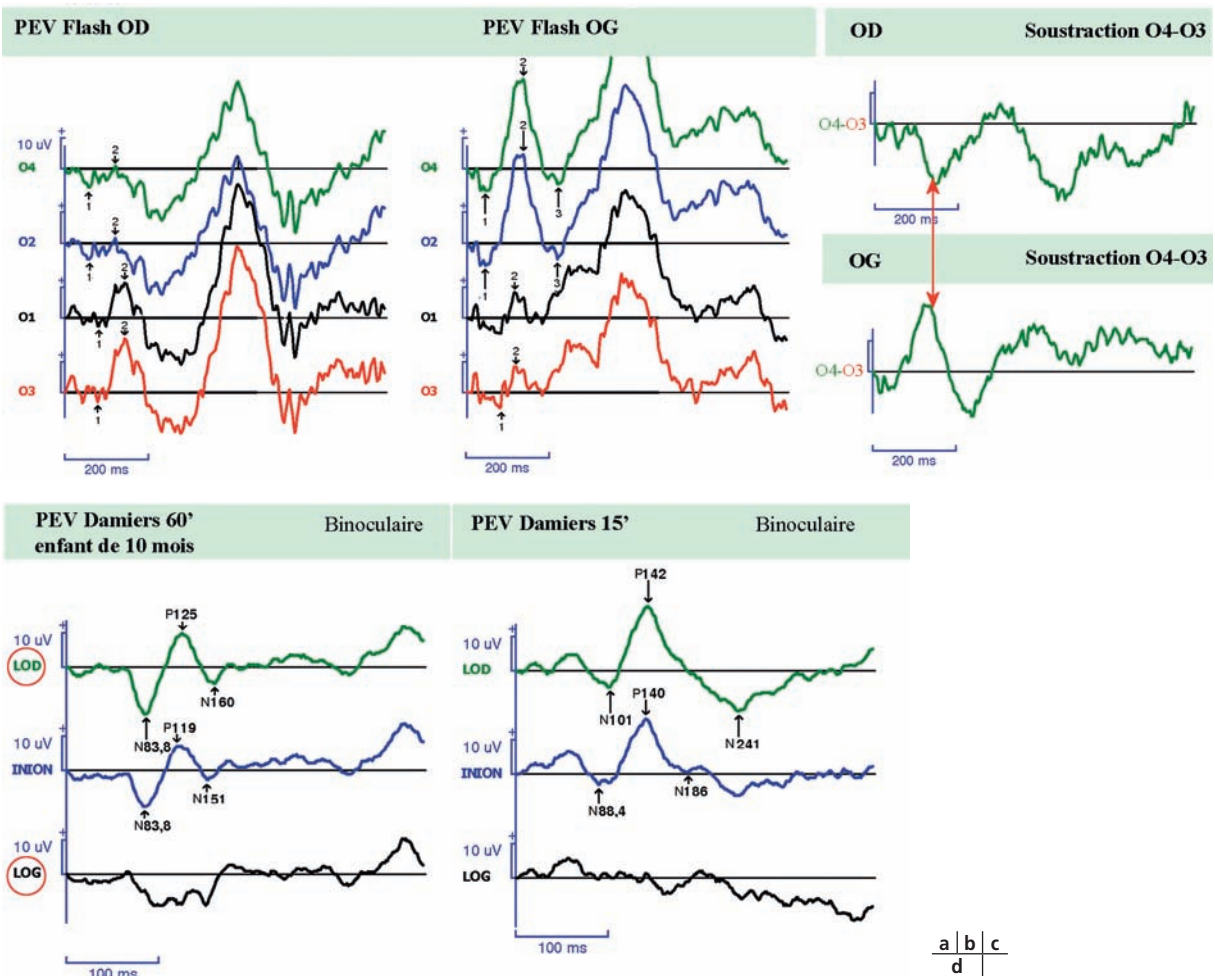 PEV Flash OD
PEV Flash OG
OD Soustraction O4-O3
+
10 uV
O4
2
1
+
O2
2
1
+
O1
2
1
+
O3
2
1
200 ms
+
10 uV
O4
2
1
3
+
O2
2
1
3
+
O1
2
+
O3
2
1
200 ms
O4-O3
200 ms
OG Soustraction O4-O3
O4-O3
200 ms
PEV Damiers 60' Binoculaire
enfant de 10 mois
+
10 uV
LOD
P125
N83,8
N160
+
10 uV
INION
P119
N83,8
N151
+
10 uV
LOG
100 ms
PEV Damiers 15' Binoculaire
+
10 uV
LOD
P142
N101
N241
+
10 uV
INION
P140
N88,4
N186
+
10 uV
LOG
100 ms
a b c
d